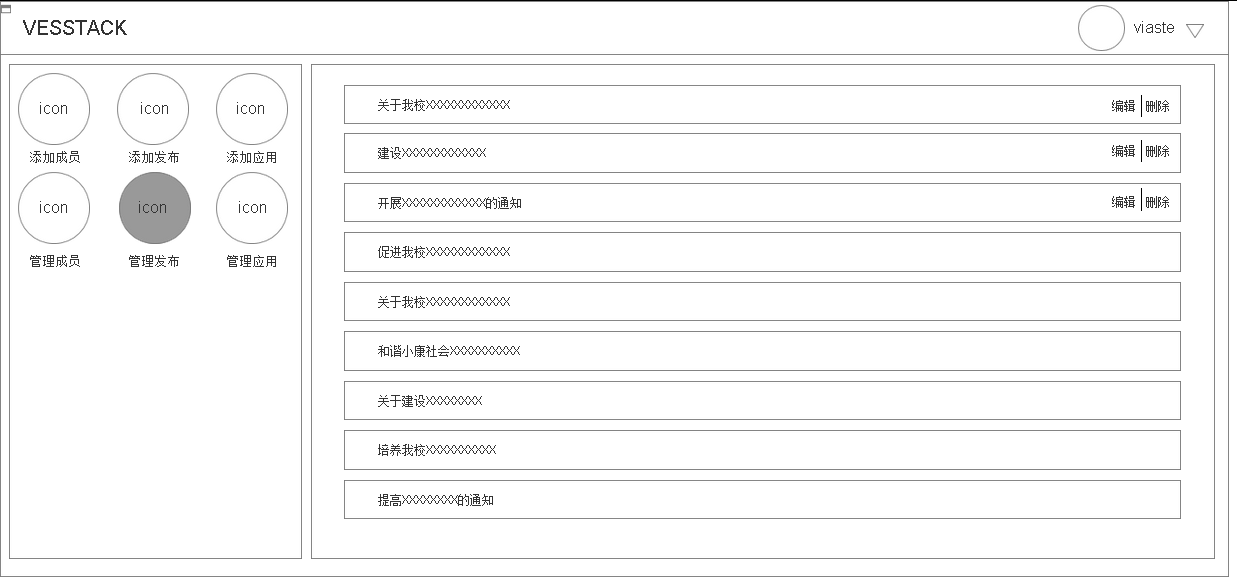 VESSTACK
viaste
icon icon icon
添加成员 添加发布 添加应用
icon icon icon
管理成员 管理发布 管理应用
关于我校XXXXXXXXXXXX 编辑 删除
建设XXXXXXXXXXXX 编辑 删除
开展XXXXXXXXXXXX的通知 编辑 删除
促进我校XXXXXXXXXXXX
关于我校XXXXXXXXXXXX
和谐小康社会XXXXXXXXXX
关于建设XXXXXXXX
培养我校XXXXXXXXXX
提高XXXXXXXX的通知